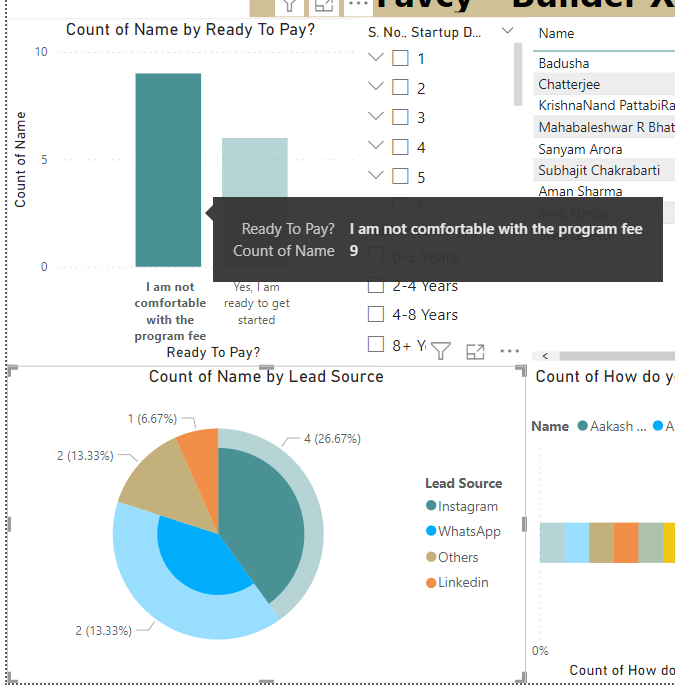 Count of Name by Ready To Pay?
Count of Name
10
5
0
I am not
comfortable
with the
program fee
Yes, I am
ready to get
started
Ready To Pay?
S. No., Startup D...
1
2
3
4
5
6
0-2 Years
2-4 Years
4-8 Years
8+ Y
Name
Badusha
Chatterjee
KrishnaNand PattabiRa
Mahabaleshwar R Bhat
Sanyam Arora
Subhajit Chakrabarti
Aman Sharma
Amit kumar
Ready To Pay? I am not comfortable with the program fee
Count of Name 9
Count of Name by Lead Source
1 (6.67%)
4 (26.67%)
2 (13.33%)
2 (13.33%)
Lead Source
Instagram
WhatsApp
Others
Linkedin
Count of How do y
Name Aakash ... A
0%
Count of How do